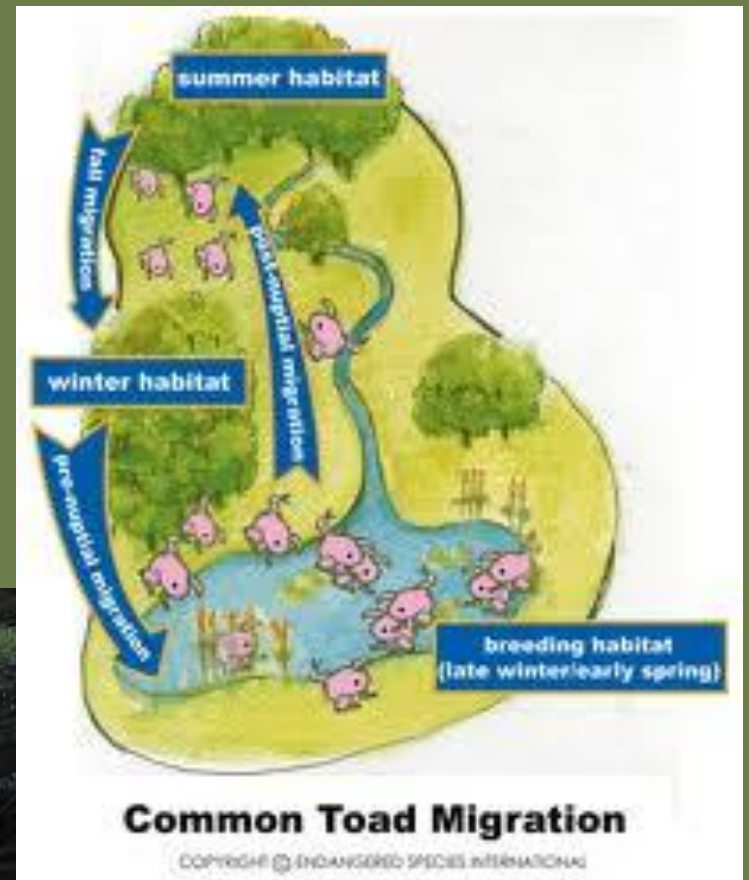 summer habitat
fall migration
post-nuptial migration
winter habitat
pre-nuptial migration
breeding habitat
(late winter/early spring)
Common Toad Migration
COPYRIGHT © ENDANGERED SPECIES INTERNATIONAL